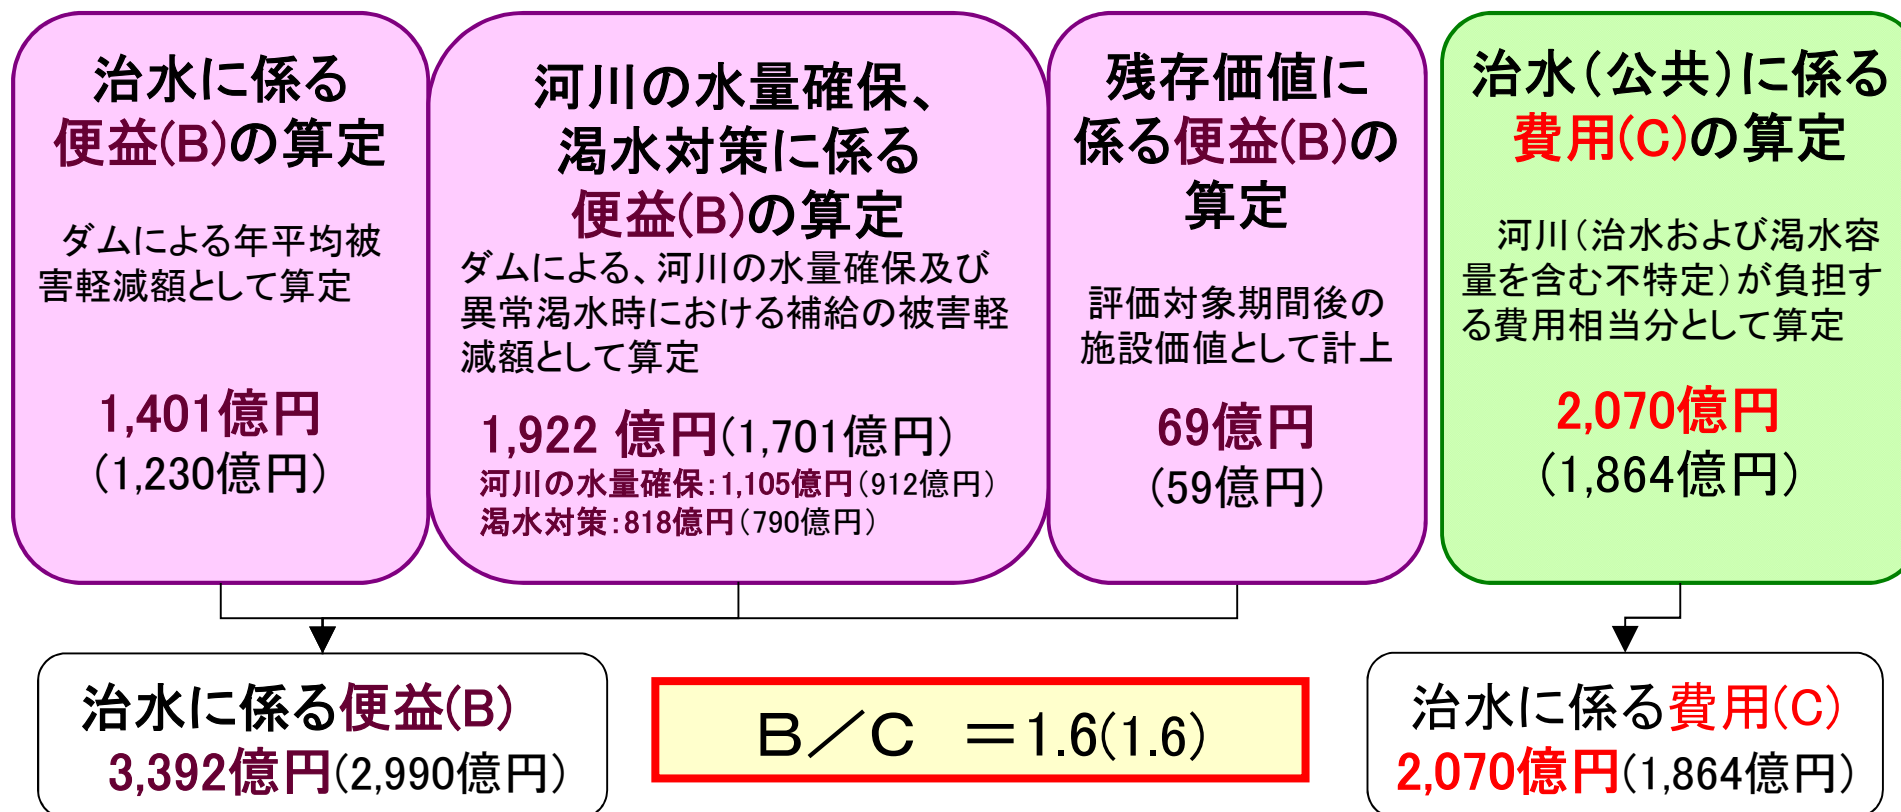 治水に係る
便益(B)の算定
ダムによる年平均被
害軽減額として算定
1,401億円
(1,230億円)
河川の水量確保、
渇水対策に係る
便益(B)の算定
ダムによる、河川の水量確保及び
異常渇水時における補給の被害軽
減額として算定
1,922 億円(1,701億円)
河川の水量確保:1,105億円(912億円)
渇水対策:818億円(790億円)
残存価値に
係る便益(B)の
算定
評価対象期間後の
施設価値として計上
69億円
(59億円)
治水(公共)に係る
費用(C)の算定
河川(治水および渇水容
量を含む不特定)が負担す
る費用相当分として算定
2,070億円
(1,864億円)
治水に係る便益(B)
3,392億円(2,990億円)
B/C =1.6(1.6)
治水に係る費用(C)
2,070億円(1,864億円)